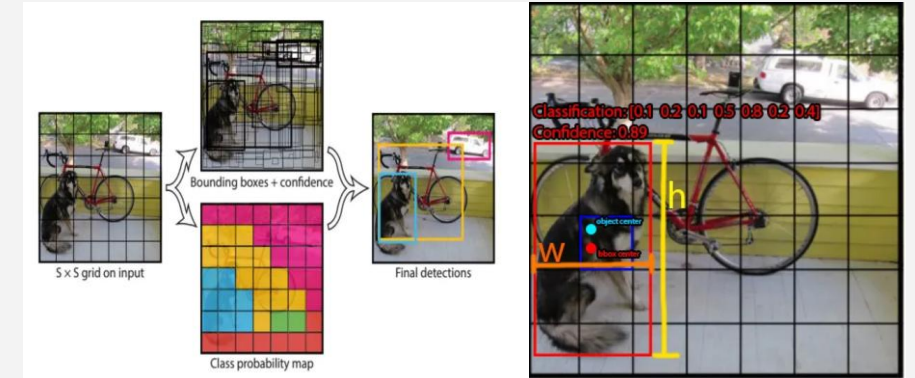 S × S grid on input
Bounding boxes + confidence
Class probability map
Final detections
Classification: [0.1 0.2 0.1 0.5 0.8 0.2 0.4]
Confidence: 0.89
h
object center
bbox center
w